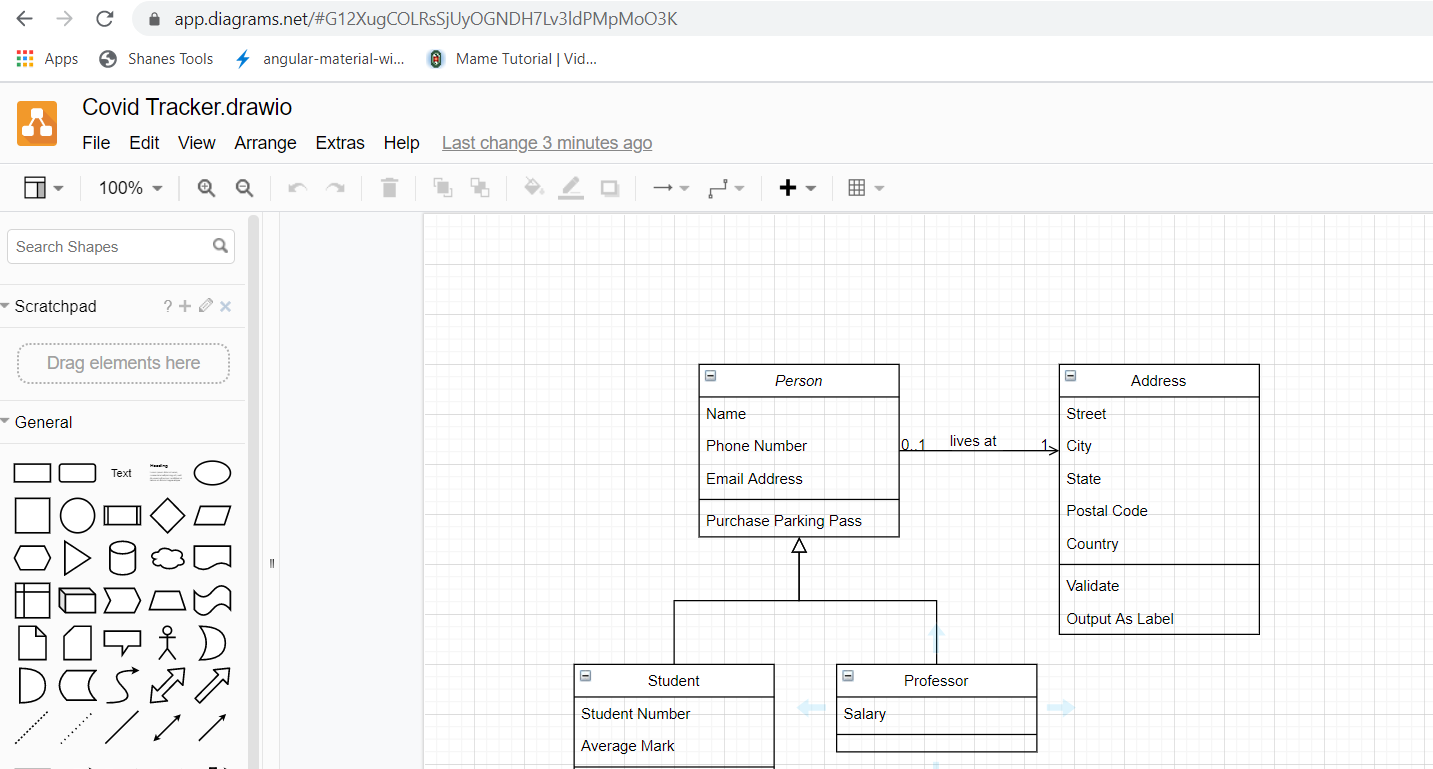 app.diagrams.net/#G12XugCOLRsSjUyOGNDH7Lv3ldPMpMoO3K
Apps Shanes Tools angular-material-wi... Mame Tutorial | Vid...
Covid Tracker.drawio
File Edit View Arrange Extras Help Last change 3 minutes ago
100%
Search Shapes
Scratchpad ?
Drag elements here
General
Text
Heading
Person
Name
Phone Number
Email Address
Purchase Parking Pass
0..1 lives at 1
Address
Street
City
State
Postal Code
Country
Validate
Output As Label
Student
Student Number
Average Mark
Professor
Salary